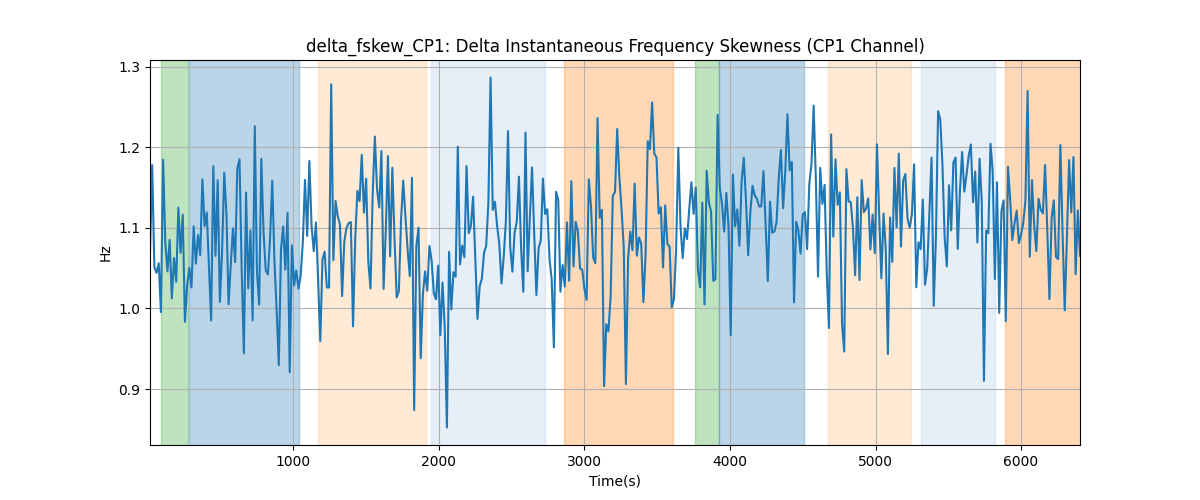 delta_fskew_CP1: Delta Instantaneous Frequency Skewness (CP1 Channel)
1.3
1.2
1.1
1.0
0.9
Hz
1000 2000 3000 4000 5000 6000
Time(s)